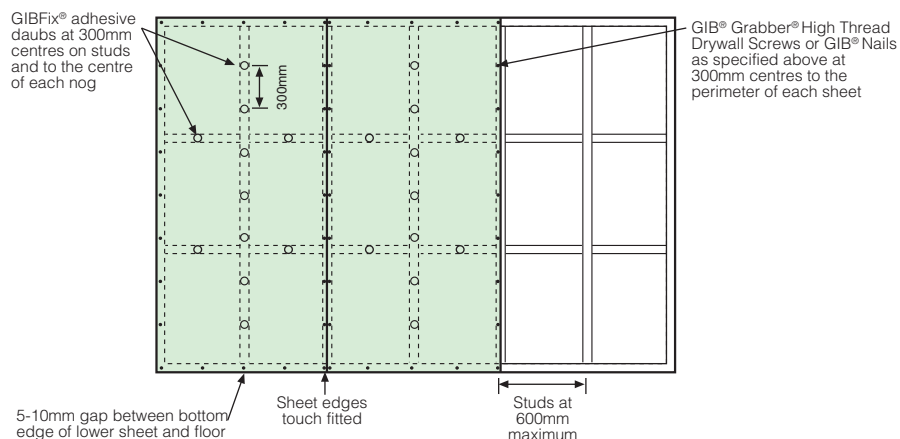 GIBFix® adhesive
daubs at 300mm
centres on studs
and to the centre
of each nog
300mm
GIB® Grabber® High Thread
Drywall Screws or GIB® Nails
as specified above at
300mm centres to the
perimeter of each sheet
5-10mm gap between bottom
edge of lower sheet and floor
Sheet edges
touch fitted
Studs at
600mm
maximum